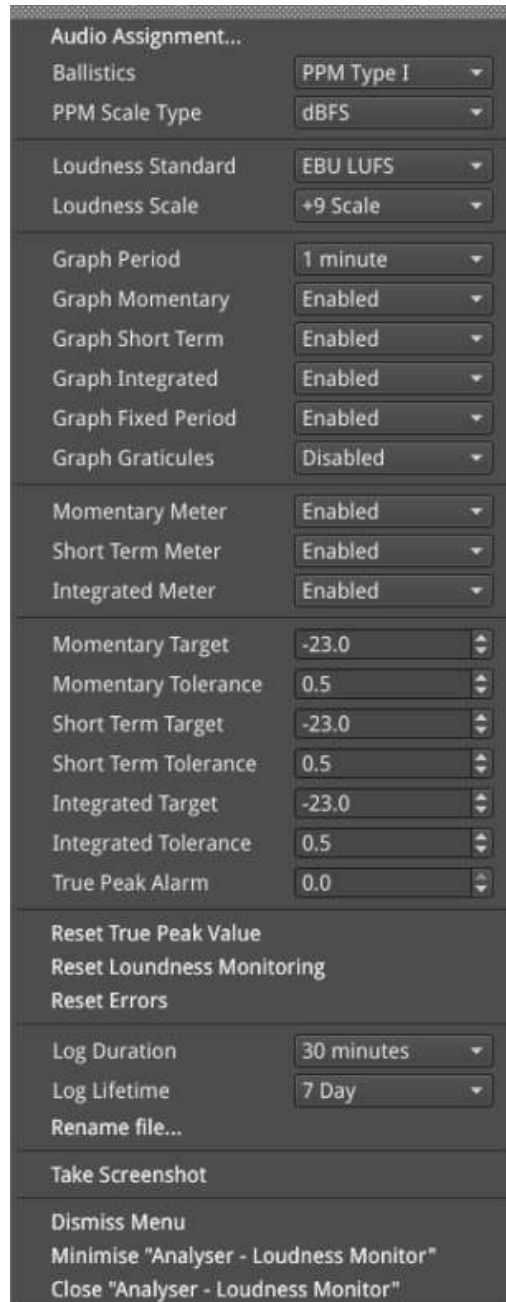 Audio Assignment...
Ballistics PPM Type I
PPM Scale Type dBFS
Loudness Standard EBU LUFS
Loudness Scale +9 Scale
Graph Period 1 minute
Graph Momentary Enabled
Graph Short Term Enabled
Graph Integrated Enabled
Graph Fixed Period Enabled
Graph Graticules Disabled
Momentary Meter Enabled
Short Term Meter Enabled
Integrated Meter Enabled
Momentary Target -23.0
Momentary Tolerance 0.5
Short Term Target -23.0
Short Term Tolerance 0.5
Integrated Target -23.0
Integrated Tolerance 0.5
True Peak Alarm 0.0
Reset True Peak Value
Reset Loundness Monitoring
Reset Errors
Log Duration 30 minutes
Log Lifetime 7 Day
Rename file...
Take Screenshot
Dismiss Menu
Minimise "Analyser - Loudness Monitor"
Close "Analyser - Loudness Monitor"